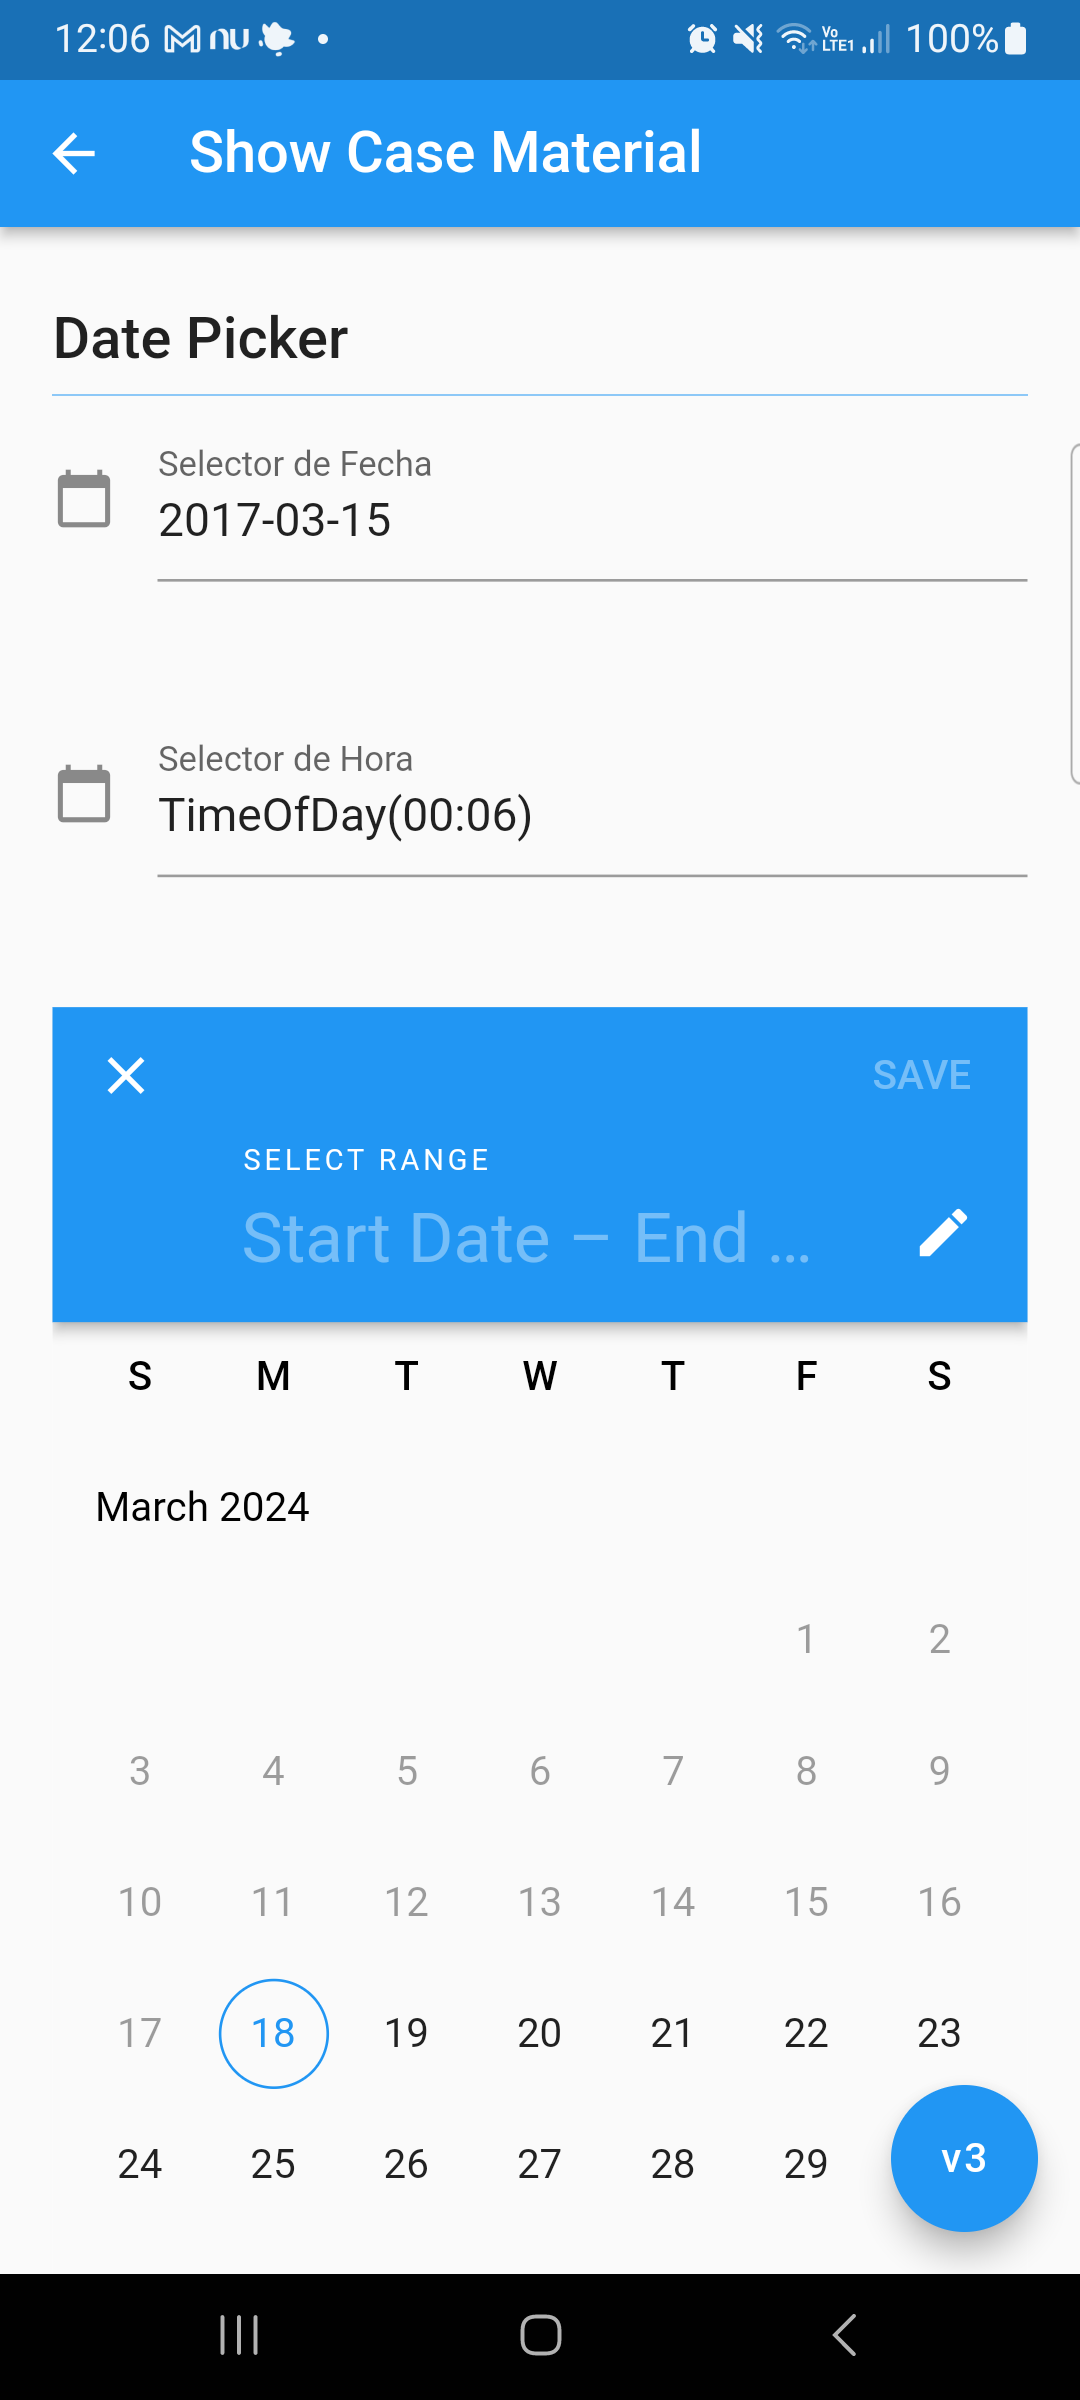 12:06 nu
Vo LTE1 100%
Show Case Material
Date Picker
Selector de Fecha
2017-03-15
Selector de Hora
TimeOfDay(00:06)
SAVE
SELECT RANGE
Start Date – End ...
S M T W T F S
March 2024
1 2
3 4 5 6 7 8 9
10 11 12 13 14 15 16
17 18 19 20 21 22 23
24 25 26 27 28 29
v3